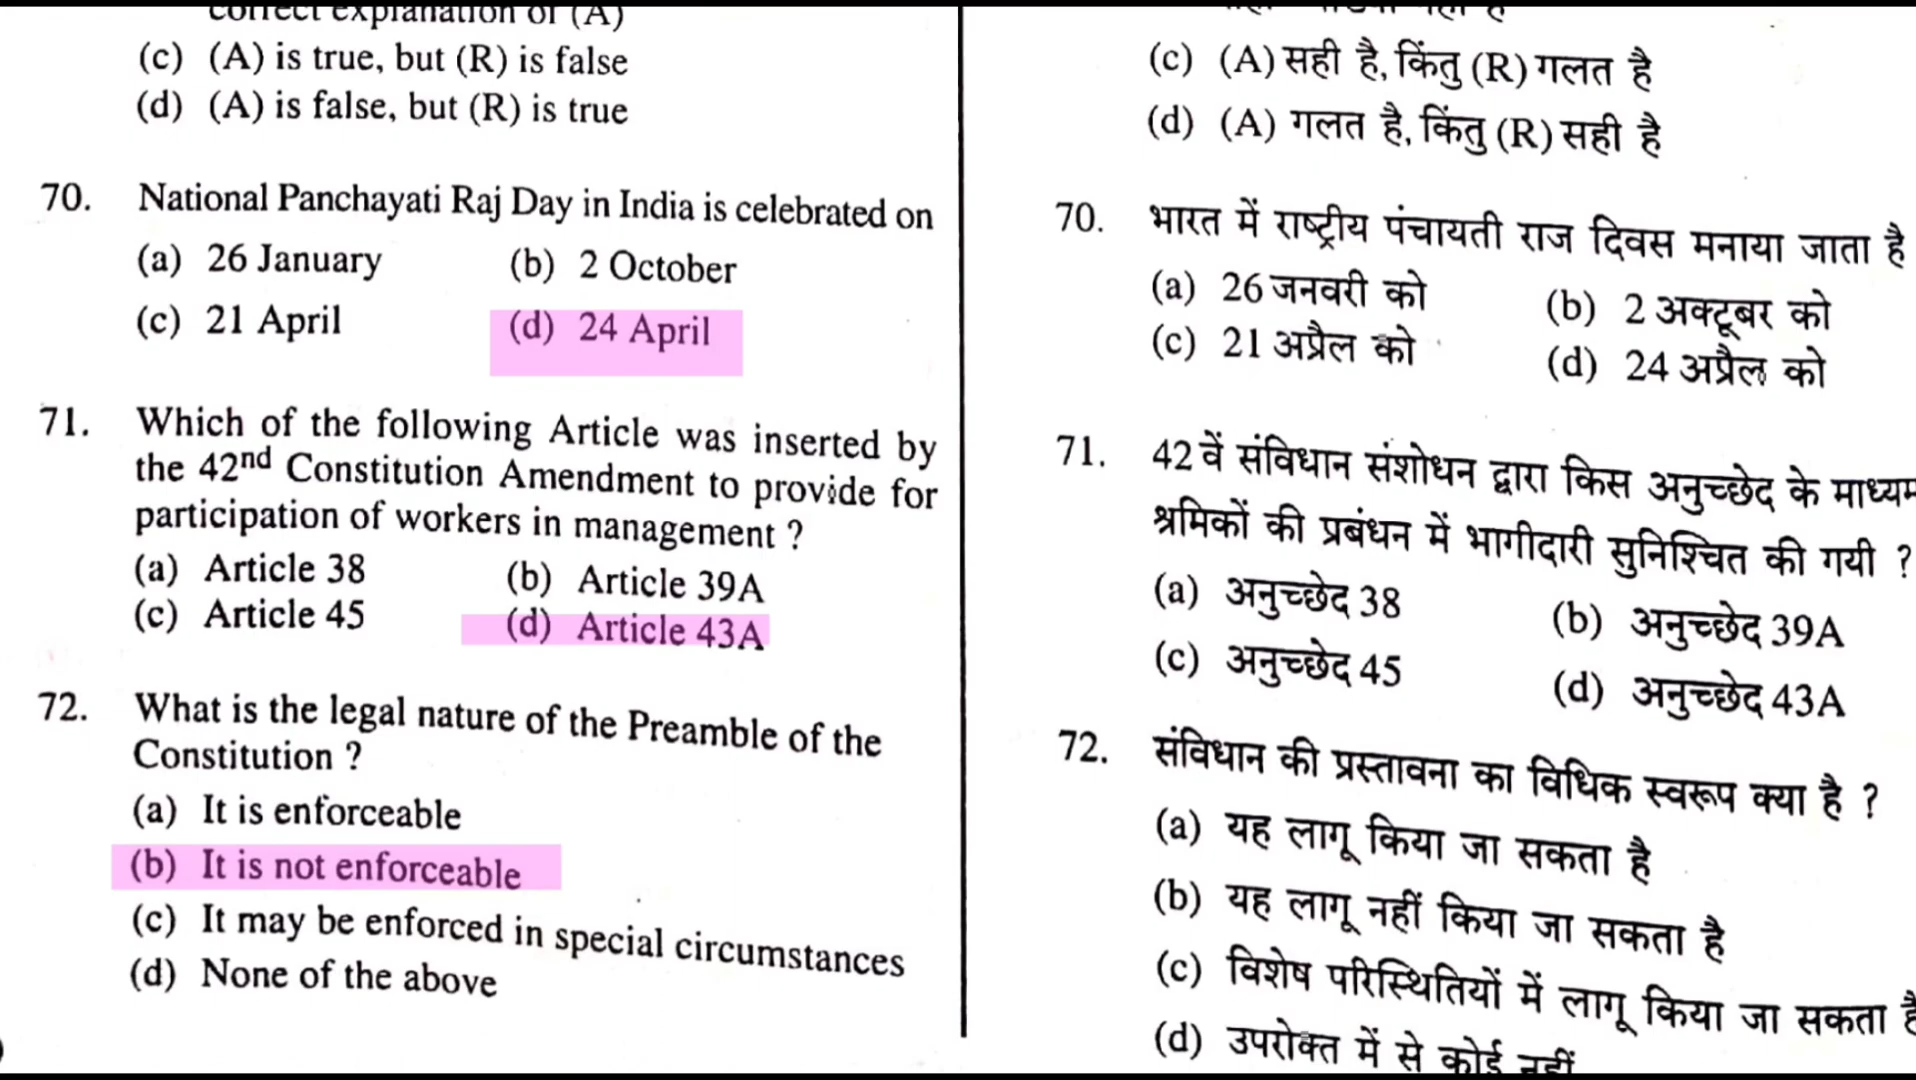 correct explanation of (A)
(c) (A) is true, but (R) is false
(d) (A) is false, but (R) is true
70. National Panchayati Raj Day in India is celebrated on
(a) 26 January (b) 2 October
(c) 21 April (d) 24 April
71. Which of the following Article was inserted by
the 42nd Constitution Amendment to provide for
participation of workers in management ?
(a) Article 38 (b) Article 39A
(c) Article 45 (d) Article 43A
72. What is the legal nature of the Preamble of the
Constitution ?
(a) It is enforceable
(b) It is not enforceable
(c) It may be enforced in special circumstances
(d) None of the above
(c) (A) सही है, किंतु (R) गलत है
(d) (A) गलत है, किंतु (R) सही है
70. भारत में राष्ट्रीय पंचायती राज दिवस मनाया जाता है
(a) 26 जनवरी को (b) 2 अक्टूबर को
(c) 21 अप्रैल को (d) 24 अप्रैल को
71. 42 वें संविधान संशोधन द्वारा किस अनुच्छेद के माध्यम
श्रमिकों की प्रबंधन में भागीदारी सुनिश्चित की गयी ?
(a) अनुच्छेद 38 (b) अनुच्छेद 39A
(c) अनुच्छेद 45 (d) अनुच्छेद 43A
72. संविधान की प्रस्तावना का विधिक स्वरूप क्या है ?
(a) यह लागू किया जा सकता है
(b) यह लागू नहीं किया जा सकता है
(c) विशेष परिस्थितियों में लागू किया जा सकता है
(d) उपरोक्त में से कोई नहीं